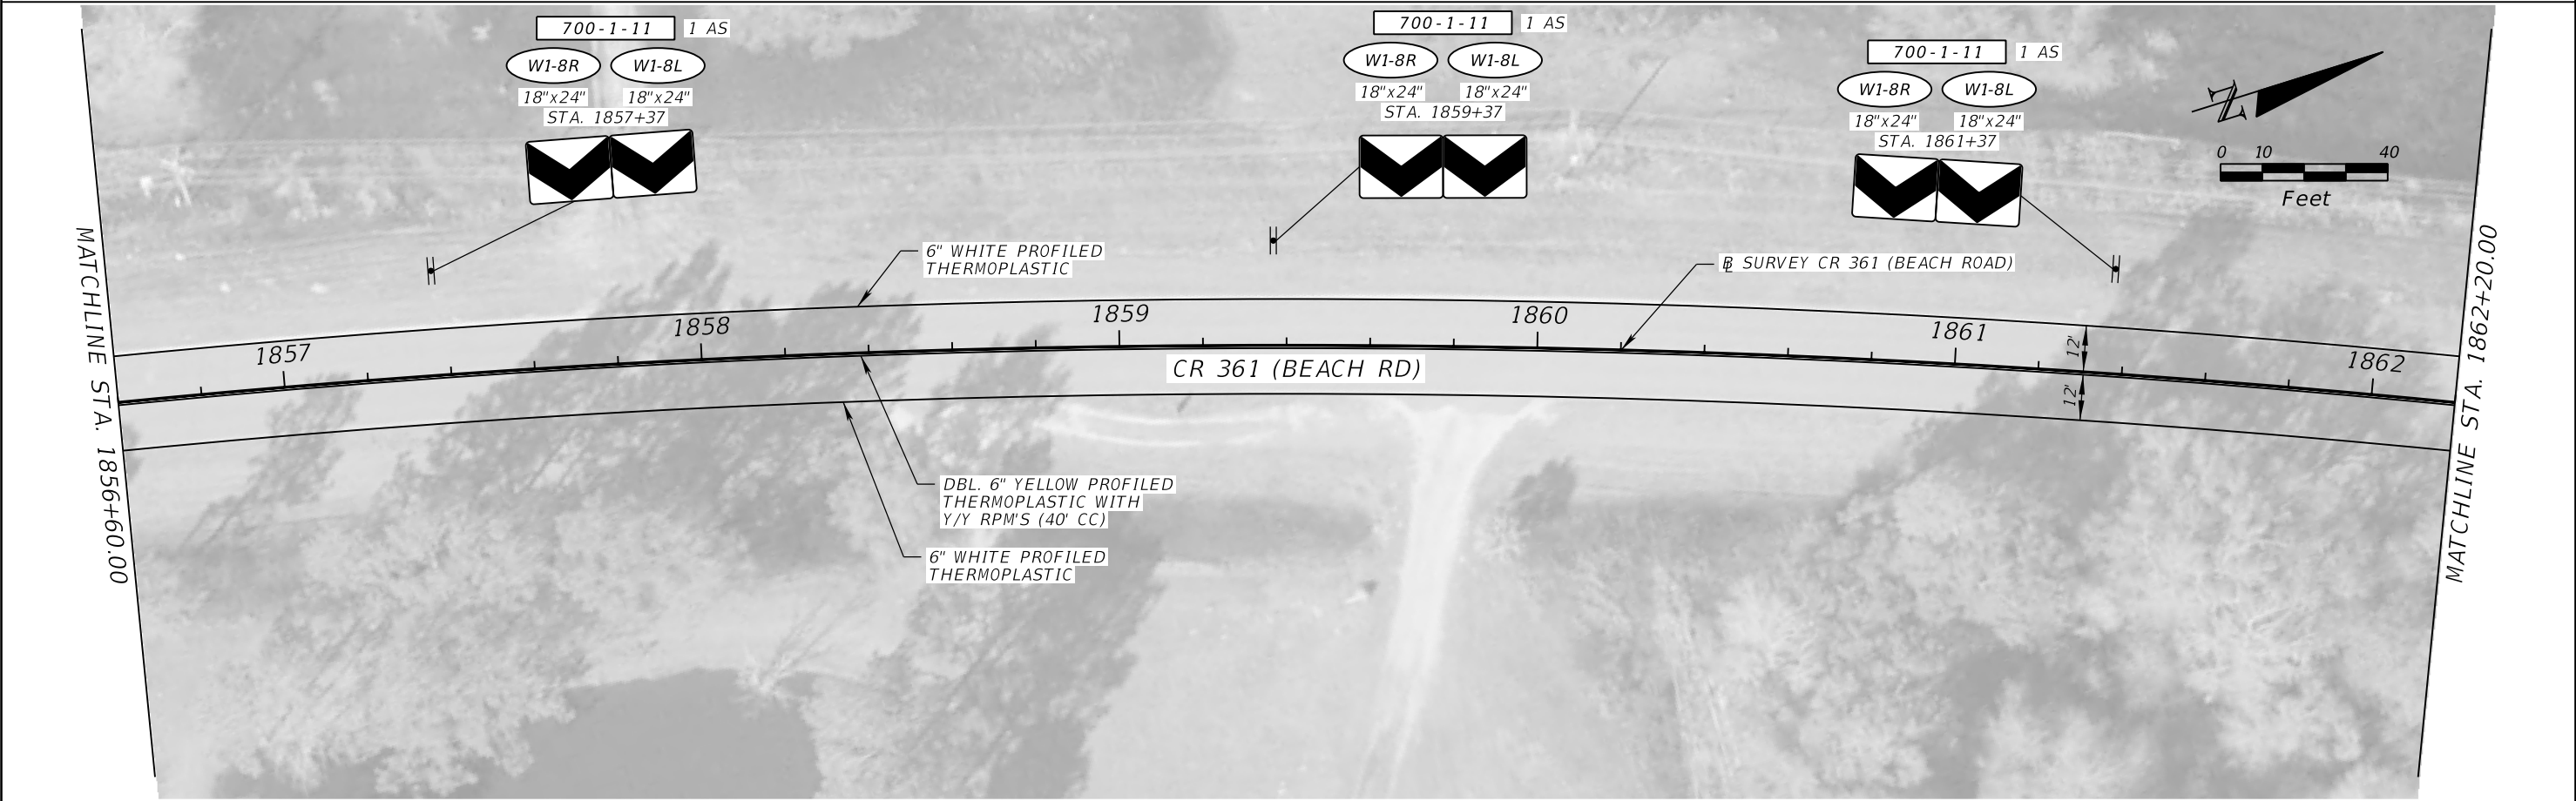 700-1-11 1 AS
W1-8R W1-8L
18"x24" 18"x24"
STA. 1857+37
700-1-11 1 AS
W1-8R W1-8L
18"x24" 18"x24"
STA. 1859+37
700-1-11 1 AS
W1-8R W1-8L
18"x24" 18"x24"
STA. 1861+37
N
0 10 40
Feet
MATCHLINE STA. 1856+60.00
6" WHITE PROFILED
THERMOPLASTIC
℄ SURVEY CR 361 (BEACH ROAD)
MATCHLINE STA. 1862+20.00
1857 1858 1859 1860 1861 1862
12'
12'
CR 361 (BEACH RD)
DBL. 6" YELLOW PROFILED
THERMOPLASTIC WITH
Y/Y RPM'S (40' CC)
6" WHITE PROFILED
THERMOPLASTIC